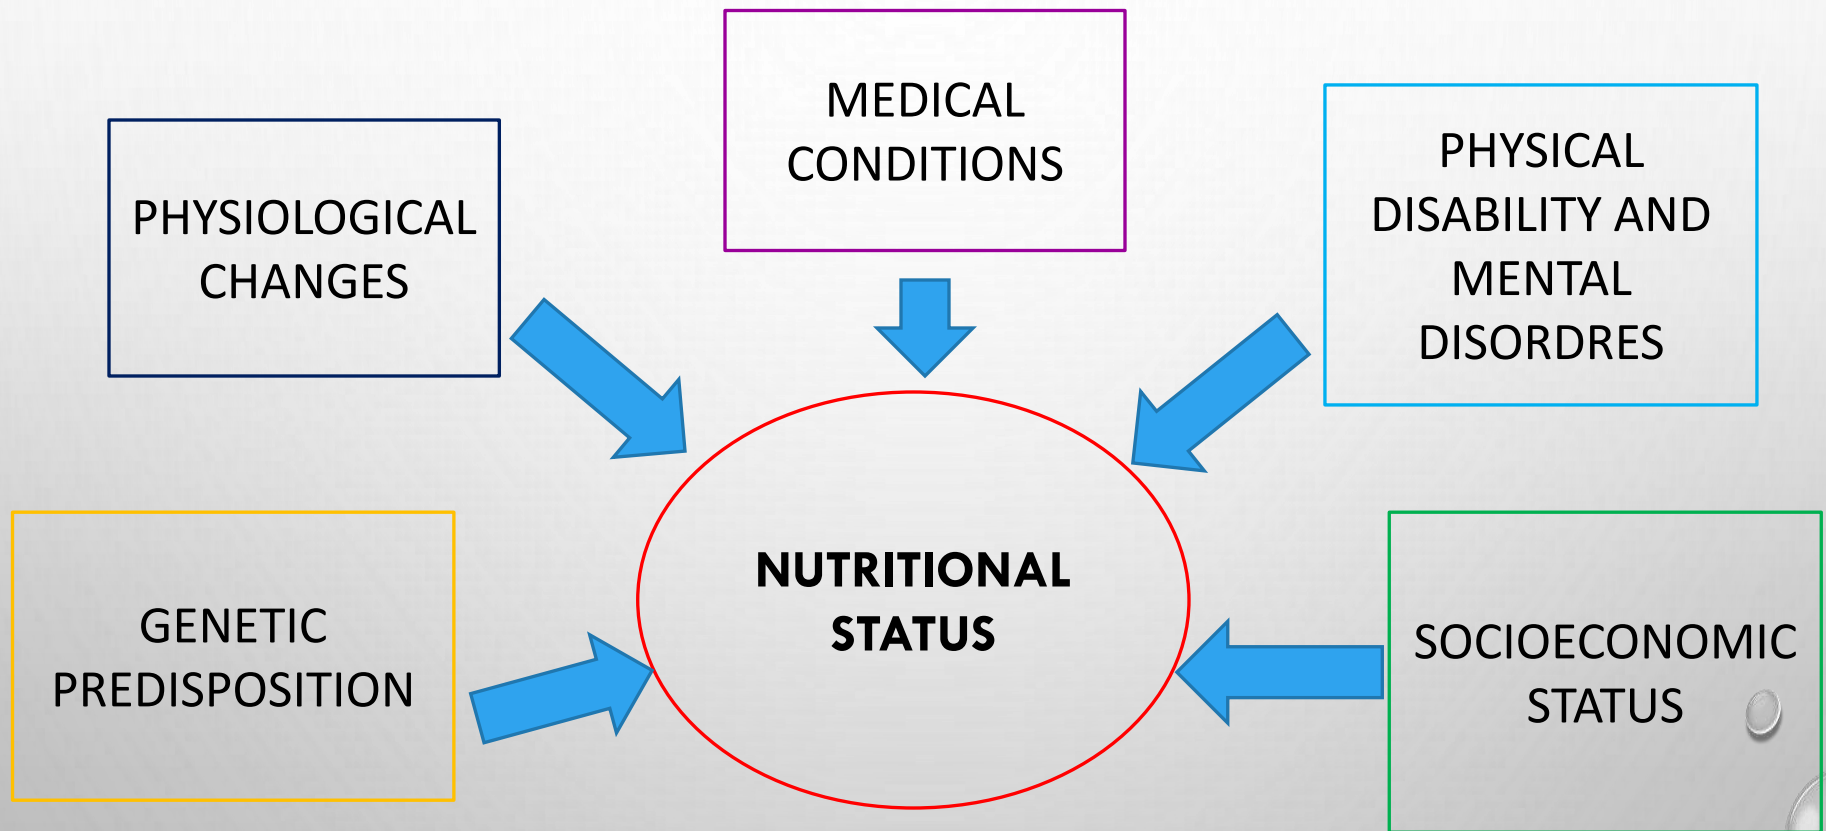 MEDICAL
CONDITIONS
PHYSICAL
DISABILITY AND
MENTAL
DISORDRES
PHYSIOLOGICAL
CHANGES
NUTRITIONAL
STATUS
GENETIC
PREDISPOSITION
SOCIOECONOMIC
STATUS